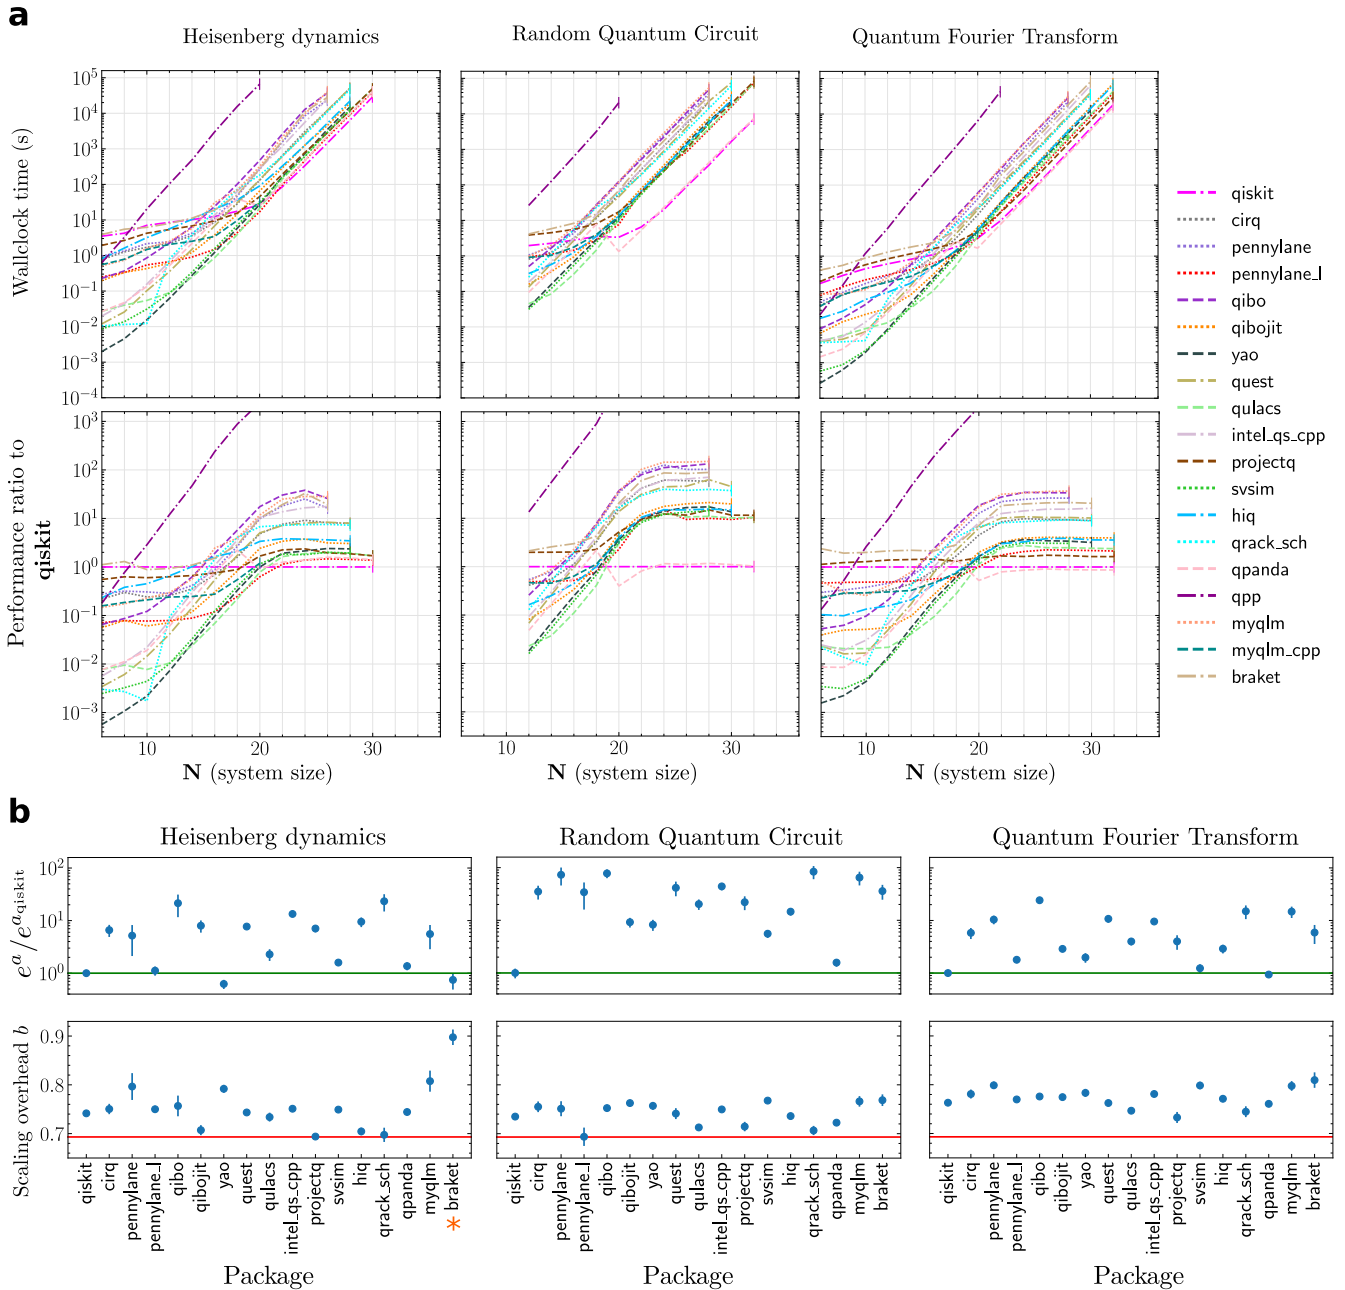 a
Heisenberg dynamics
Random Quantum Circuit
Quantum Fourier Transform
Wallclock time (s)
10^5
10^4
10^3
10^2
10^1
10^0
10^−1
10^−2
10^−3
10^−4
Performance ratio to
qiskit
10^3
10^2
10^1
10^0
10^−1
10^−2
10^−3
10 20 30
10 20 30
10 20 30
N (system size)
N (system size)
N (system size)
qiskit
cirq
pennylane
pennylane_l
qibo
qibojit
yao
quest
qulacs
intel_qs_cpp
projectq
svsim
hiq
qrack_sch
qpanda
qpp
myqlm
myqlm_cpp
braket
b
Heisenberg dynamics
Random Quantum Circuit
Quantum Fourier Transform
e^a/e^a_qiskit
10^2
10^1
10^0
Scaling overhead b
0.9
0.8
0.7
qiskit
cirq
pennylane
pennylane_l
qibo
qibojit
yao
quest
qulacs
intel_qs_cpp
projectq
svsim
hiq
qrack_sch
qpanda
myqlm
braket
*
qiskit
cirq
pennylane
pennylane_l
qibo
qibojit
yao
quest
qulacs
intel_qs_cpp
projectq
svsim
hiq
qrack_sch
qpanda
myqlm
braket
qiskit
cirq
pennylane
pennylane_l
qibo
qibojit
yao
quest
qulacs
intel_qs_cpp
projectq
svsim
hiq
qrack_sch
qpanda
myqlm
braket
Package
Package
Package